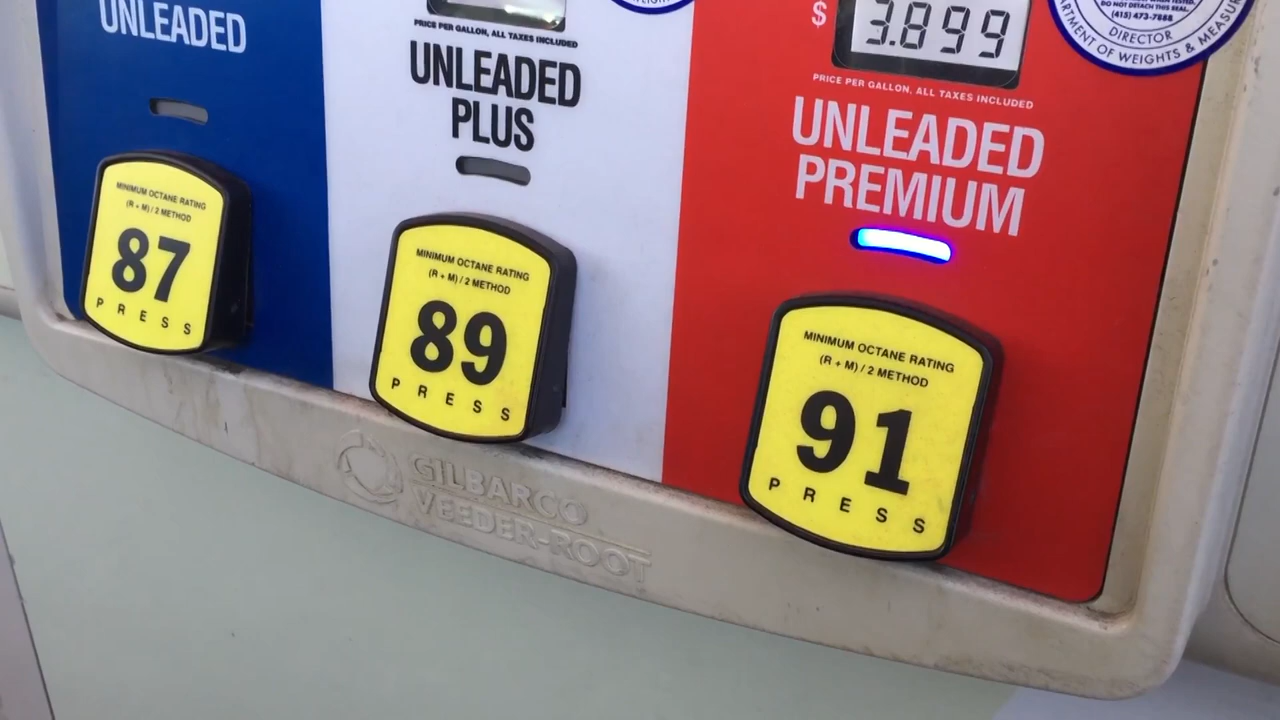 UNLEADED
MINIMUM OCTANE RATING
(R + M) / 2 METHOD
87
PRESS
PRICE PER GALLON, ALL TAXES INCLUDED
UNLEADED
PLUS
MINIMUM OCTANE RATING
(R + M) / 2 METHOD
89
PRESS
$ 3.899
PRICE PER GALLON, ALL TAXES INCLUDED
UNLEADED
PREMIUM
MINIMUM OCTANE RATING
(R + M) / 2 METHOD
91
PRESS
DO NOT DETACH THIS SEAL.
(415) 473-7888
DIRECTOR
OF WEIGHTS &
GILBARCO
VEEDER-ROOT